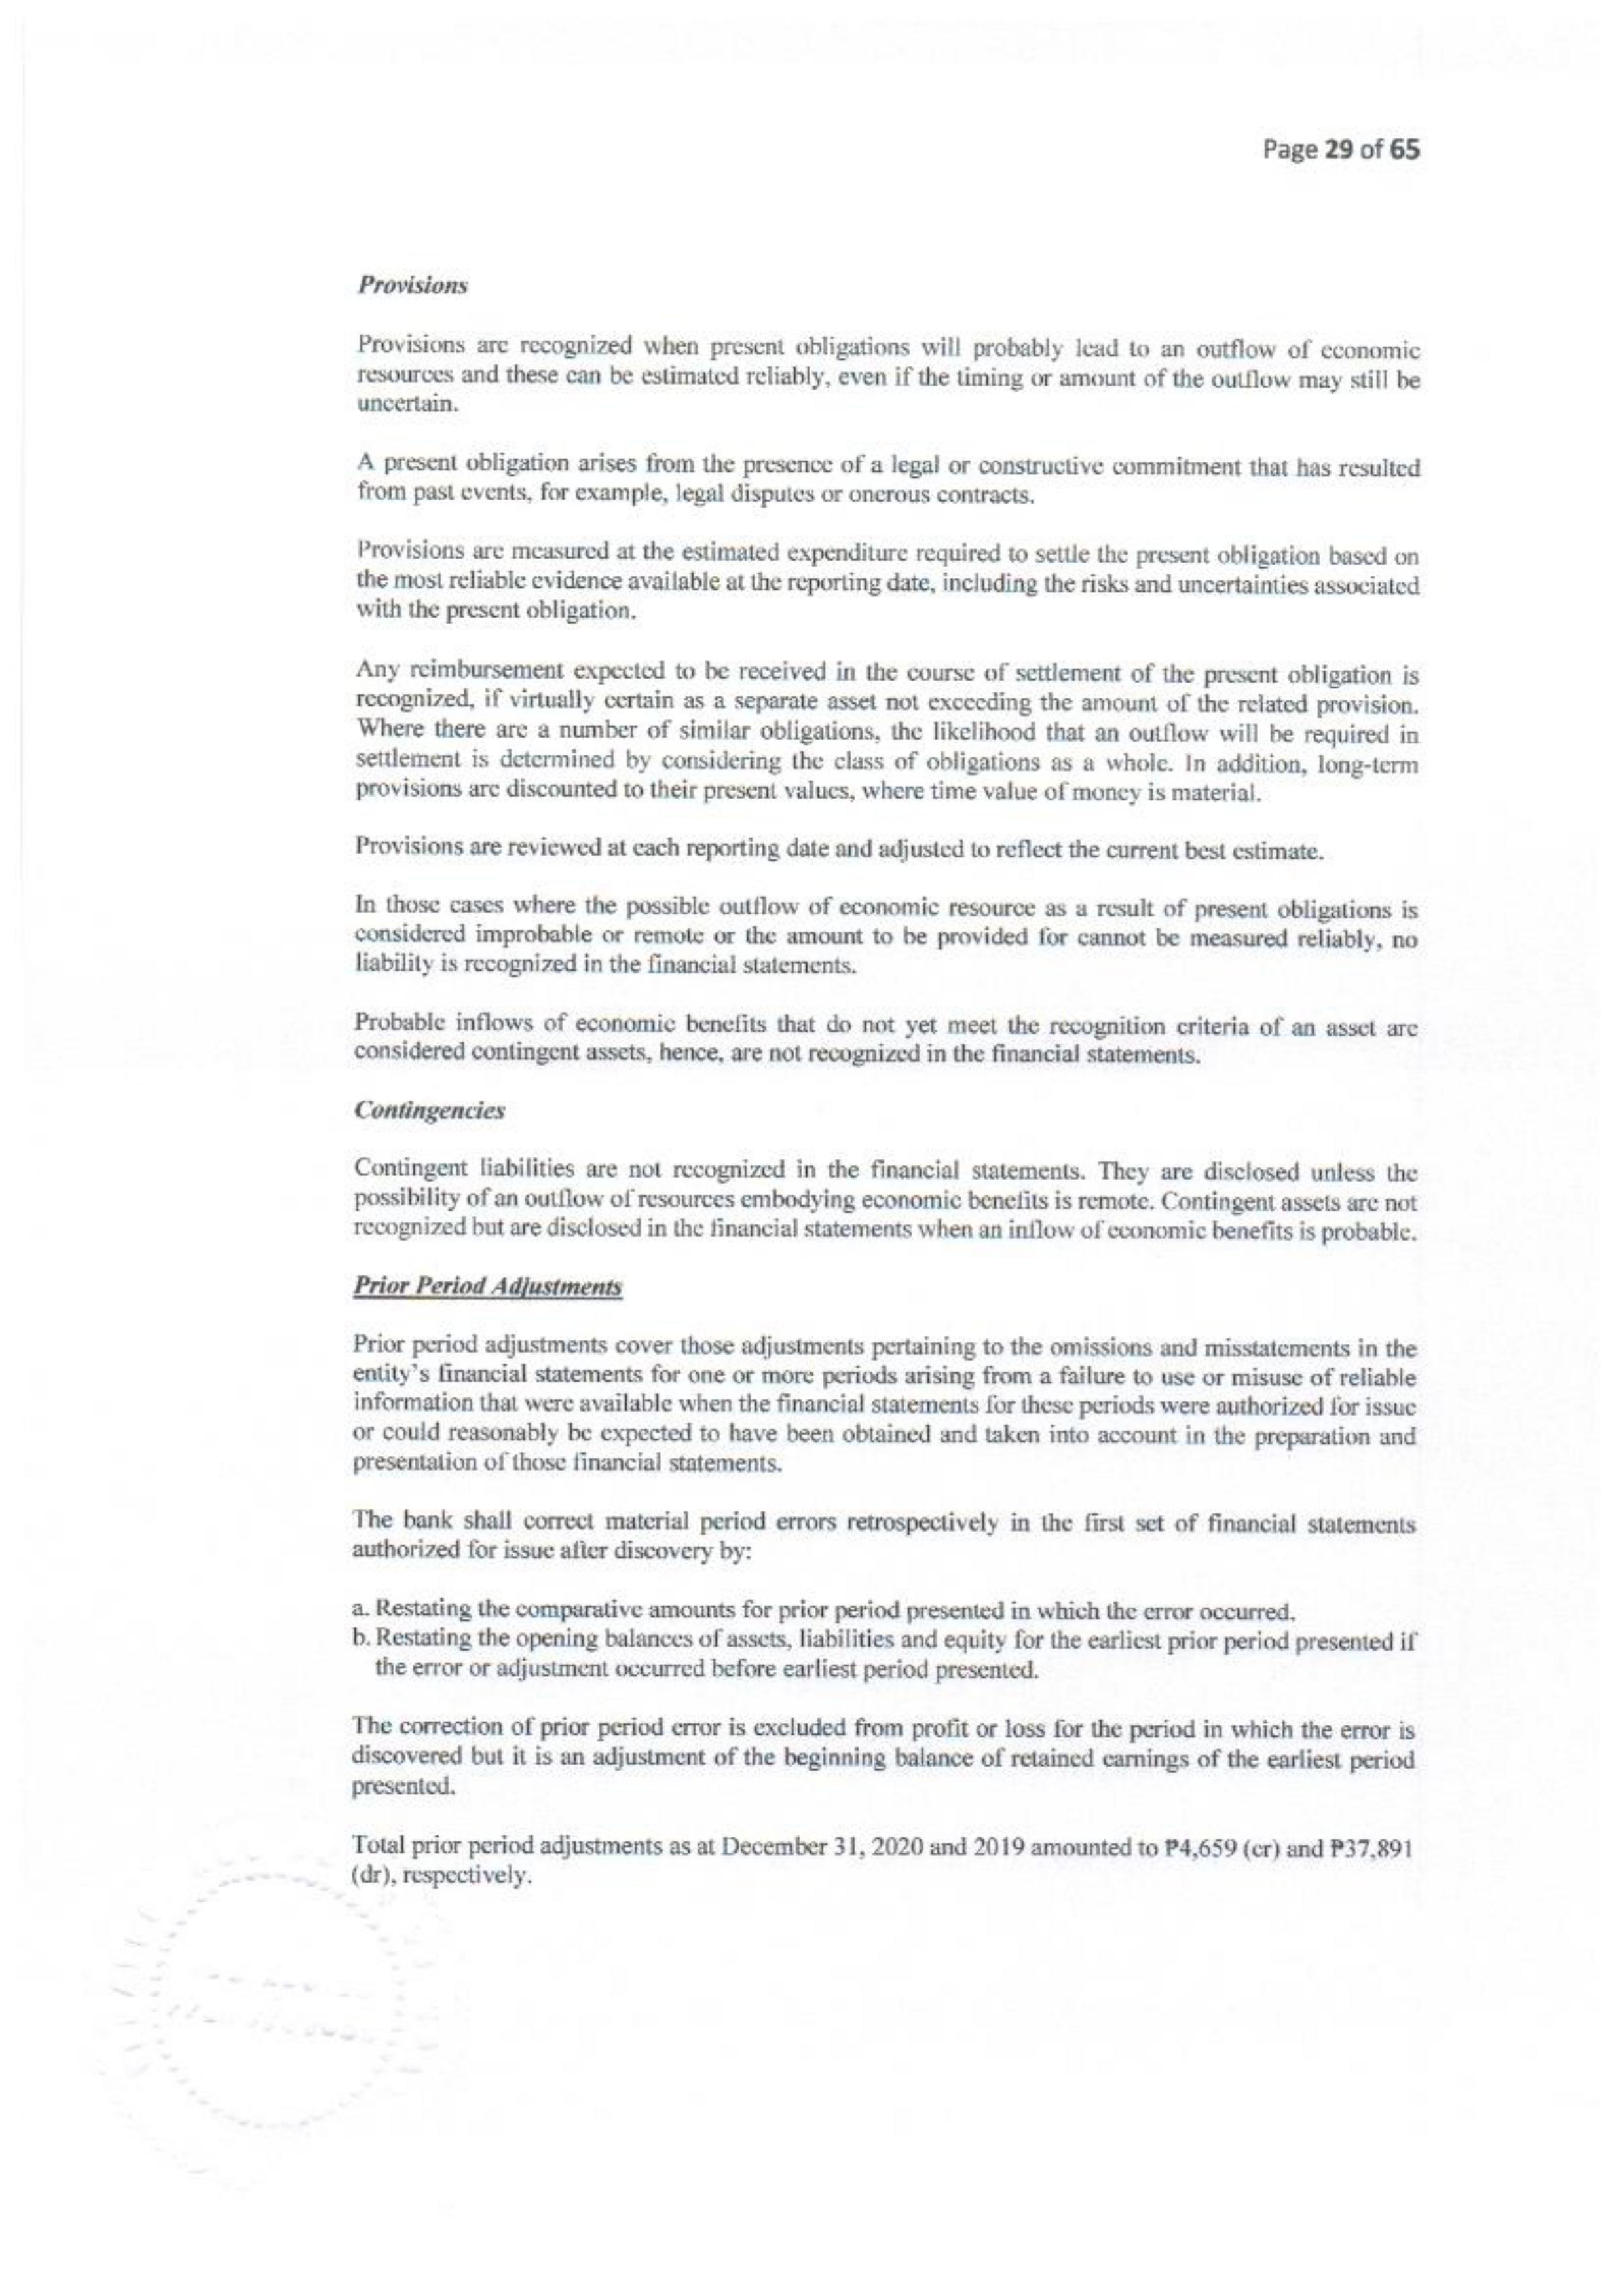 Page 29 of 65
Provisions
Provisions are recognized when present obligations will probably lead to an outflow of economic
resources and these can be estimated reliably, even if the timing or amount of the outflow may still be
uncertain.
A present obligation arises from the presence of a legal or constructive commitment that has resulted
from past events, for example, legal disputes or onerous contracts.
Provisions are measured at the estimated expenditure required to settle the present obligation based on
the most reliable evidence available at the reporting date, including the risks and uncertainties associated
with the present obligation.
Any reimbursement expected to be received in the course of settlement of the present obligation is
recognized, if virtually certain as a separate asset not exceeding the amount of the related provision.
Where there are a number of similar obligations, the likelihood that an outflow will be required in
settlement is determined by considering the class of obligations as a whole. In addition, long-term
provisions are discounted to their present values, where time value of money is material.
Provisions are reviewed at each reporting date and adjusted to reflect the current best estimate.
In those cases where the possible outflow of economic resource as a result of present obligations is
considered improbable or remote or the amount to be provided for cannot be measured reliably, no
liability is recognized in the financial statements.
Probable inflows of economic benefits that do not yet meet the recognition criteria of an asset are
considered contingent assets, hence, are not recognized in the financial statements.
Contingencies
Contingent liabilities are not recognized in the financial statements. They are disclosed unless the
possibility of an outflow of resources embodying economic benefits is remote. Contingent assets are not
recognized but are disclosed in the financial statements when an inflow of economic benefits is probable.
Prior Period Adjustments
Prior period adjustments cover those adjustments pertaining to the omissions and misstatements in the
entity's financial statements for one or more periods arising from a failure to use or misuse of reliable
information that were available when the financial statements for these periods were authorized for issue
or could reasonably be expected to have been obtained and taken into account in the preparation and
presentation of those financial statements.
The bank shall correct material period errors retrospectively in the first set of financial statements
authorized for issue after discovery by:
a. Restating the comparative amounts for prior period presented in which the error occurred.
b. Restating the opening balances of assets, liabilities and equity for the earliest prior period presented if
the error or adjustment occurred before earliest period presented.
The correction of prior period error is excluded from profit or loss for the period in which the error is
discovered but it is an adjustment of the beginning balance of retained earnings of the earliest period
presented.
Total prior period adjustments as at December 31, 2020 and 2019 amounted to ₱4,659 (cr) and ₱37,891
(dr), respectively.